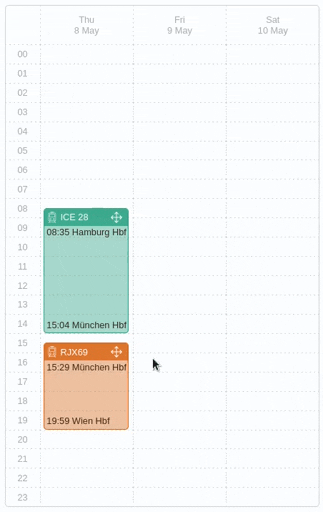 Thu
8 May
Fri
9 May
Sat
10 May
00
01
02
03
04
05
06
07
08
ICE 28
09
08:35 Hamburg Hbf
10
11
12
13
14
15:04 München Hbf
15
RJX69
16
15:29 München Hbf
17
18
19
19:59 Wien Hbf
20
21
22
23